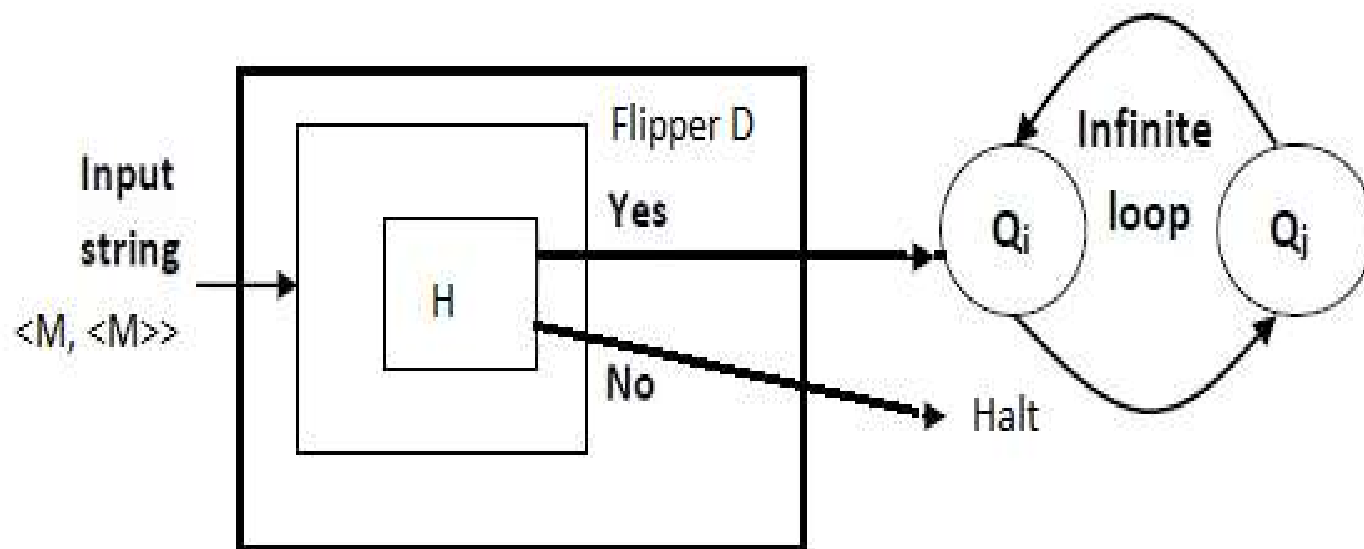 Input
string
<M, <M>>
Flipper D
H
Yes
No
Infinite
loop
Qi
Qj
Halt